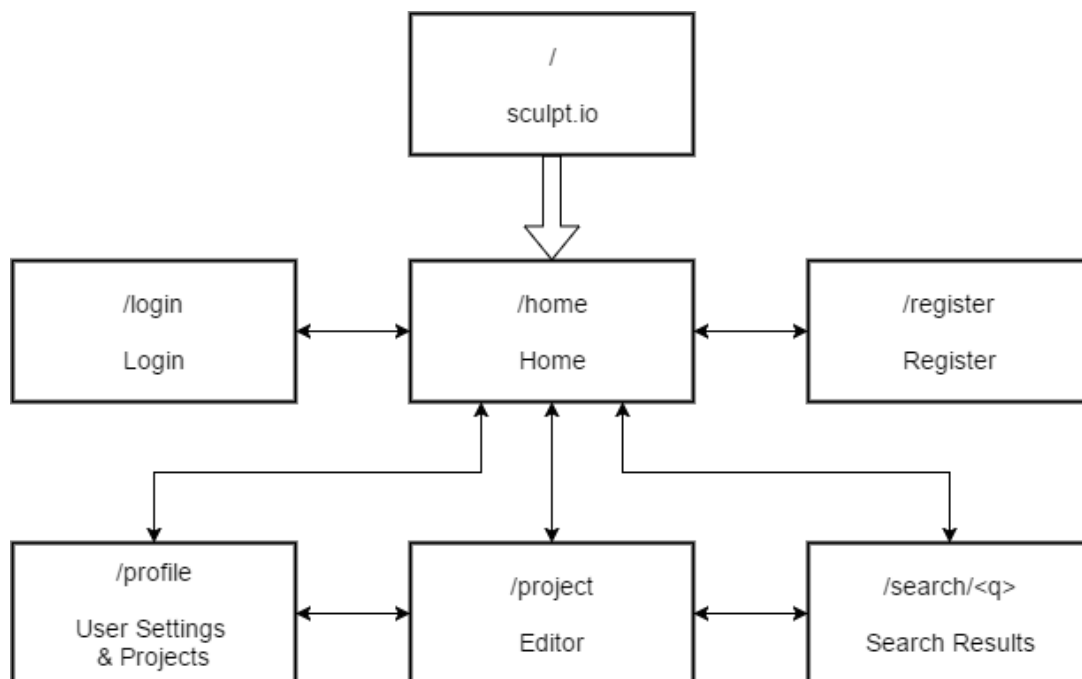 /
sculpt.io
/login
Login
/home
Home
/register
Register
/profile
User Settings
& Projects
/project
Editor
/search/<q>
Search Results